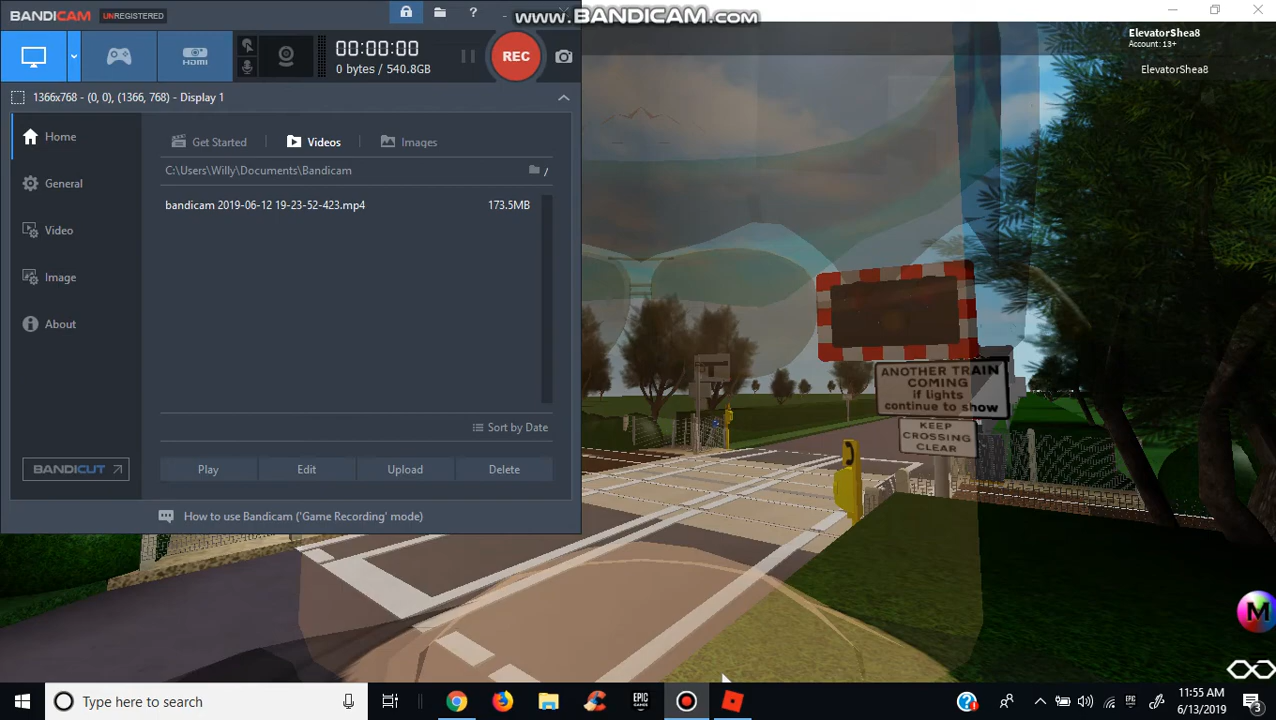 BANDICAM UNREGISTERED
www.BANDICAM.com
ElevatorShea8
Account: 13+
ElevatorShea8
HDMI
00:00:00
0 bytes / 540.8GB
REC
1366x768 - (0, 0), (1366, 768) - Display 1
Home
General
Video
Image
About
BANDICUT
Get Started
Videos
Images
C:\Users\Willy\Documents\Bandicam
bandicam 2019-06-12 19-23-52-423.mp4 173.5MB
Sort by Date
Play Edit Upload Delete
How to use Bandicam ('Game Recording' mode)
ANOTHER TRAIN
COMING
if lights
continue to show
KEEP
CROSSING
CLEAR
M
Type here to search
EPIC
GAMES
11:55 AM
6/13/2019
3